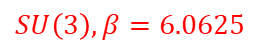 SU(3), β = 6.0625